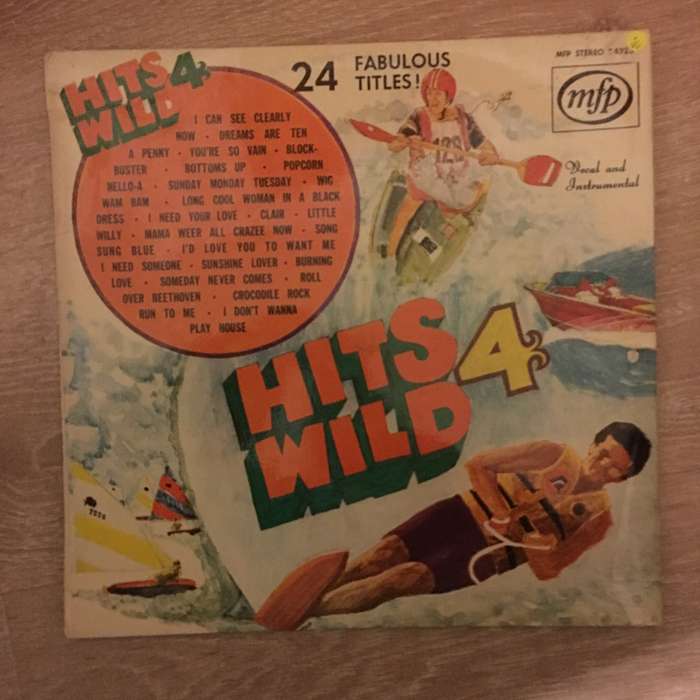 HITS 4
WILD
24 FABULOUS
TITLES!
MFP STEREO
mfp
Vocal and
Instrumental
I CAN SEE CLEARLY
NOW · DREAMS ARE TEN
A PENNY · YOU'RE SO VAIN · BLOCK-
BUSTER · BOTTOMS UP · POPCORN
HELLO-A · SUNDAY MONDAY TUESDAY · WIG
WAM BAM · LONG COOL WOMAN IN A BLACK
DRESS · I NEED YOUR LOVE · CLAIR · LITTLE
WILLY · MAMA WEER ALL CRAZEE NOW · SONG
SUNG BLUE · I'D LOVE YOU TO WANT ME
I NEED SOMEONE · SUNSHINE LOVER · BURNING
LOVE · SOMEDAY NEVER COMES · ROLL
OVER BEETHOVEN · CROCODILE ROCK
RUN TO ME · I DON'T WANNA
PLAY HOUSE
HITS 4
WILD